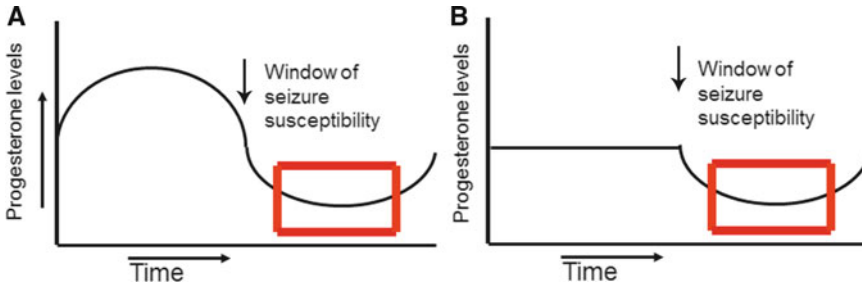 A
Progesterone levels
Window of
seizure
susceptibility
Time
B
Progesterone levels
Window of
seizure
susceptibility
Time